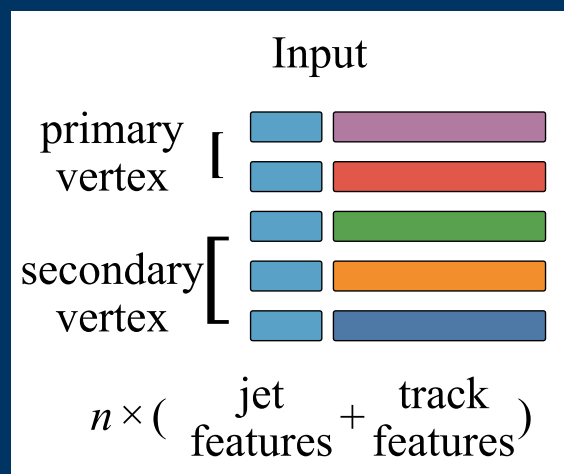 Input
primary
vertex
[
secondary
vertex
[
n × ( jet features + track features )